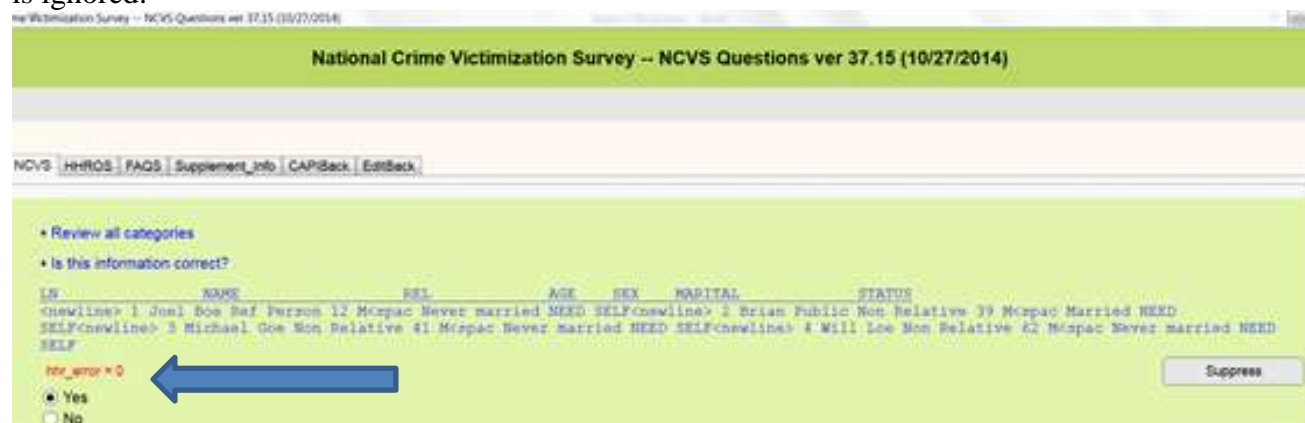 is ignored.
me Victimization Survey -- NCVS Questions ver 37.15 (10/27/2014)
National Crime Victimization Survey -- NCVS Questions ver 37.15 (10/27/2014)
NCVS HHROS FAQS Supplement_Info CAPIBack EditBack
• Review all categories
• Is this information correct?
LN NAME REL AGE SEX MARITAL STATUS
<newline> 1 Joel Doe Ref Person 12 M<spac Never married NEED SELF<newline> 2 Brian Public Non Relative 39 M<spac Married NEED
SELF<newline> 3 Michael Goe Non Relative 41 M<spac Never married NEED SELF<newline> 4 Will Loe Non Relative 62 M<spac Never married NEED
SELF
hhr_error = 0
Suppress
Yes
No